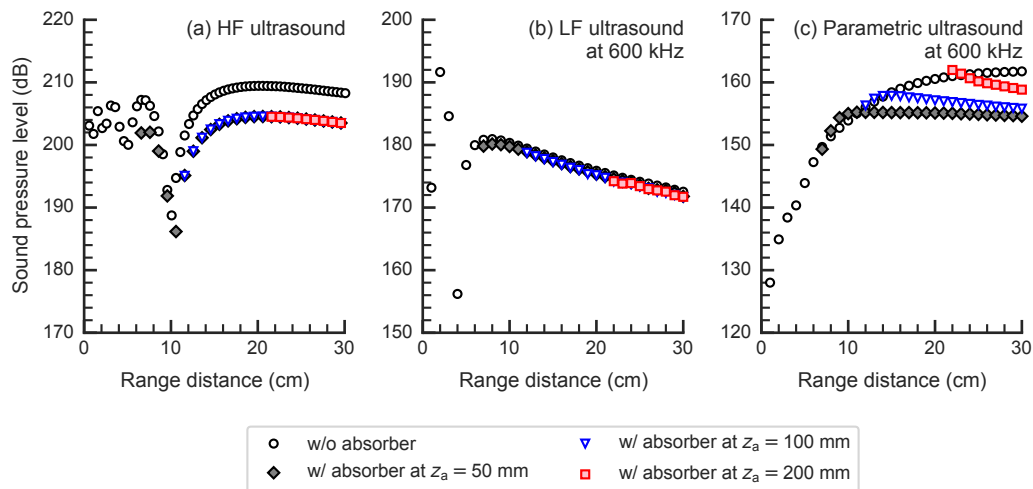 (a) HF ultrasound
Sound pressure level (dB)
220
210
200
190
180
170
0 10 20 30
Range distance (cm)
(b) LF ultrasound
at 600 kHz
200
190
180
170
160
150
0 10 20 30
Range distance (cm)
(c) Parametric ultrasound
at 600 kHz
170
160
150
140
130
120
0 10 20 30
Range distance (cm)
w/o absorber
w/ absorber at zₐ = 50 mm
w/ absorber at zₐ = 100 mm
w/ absorber at zₐ = 200 mm